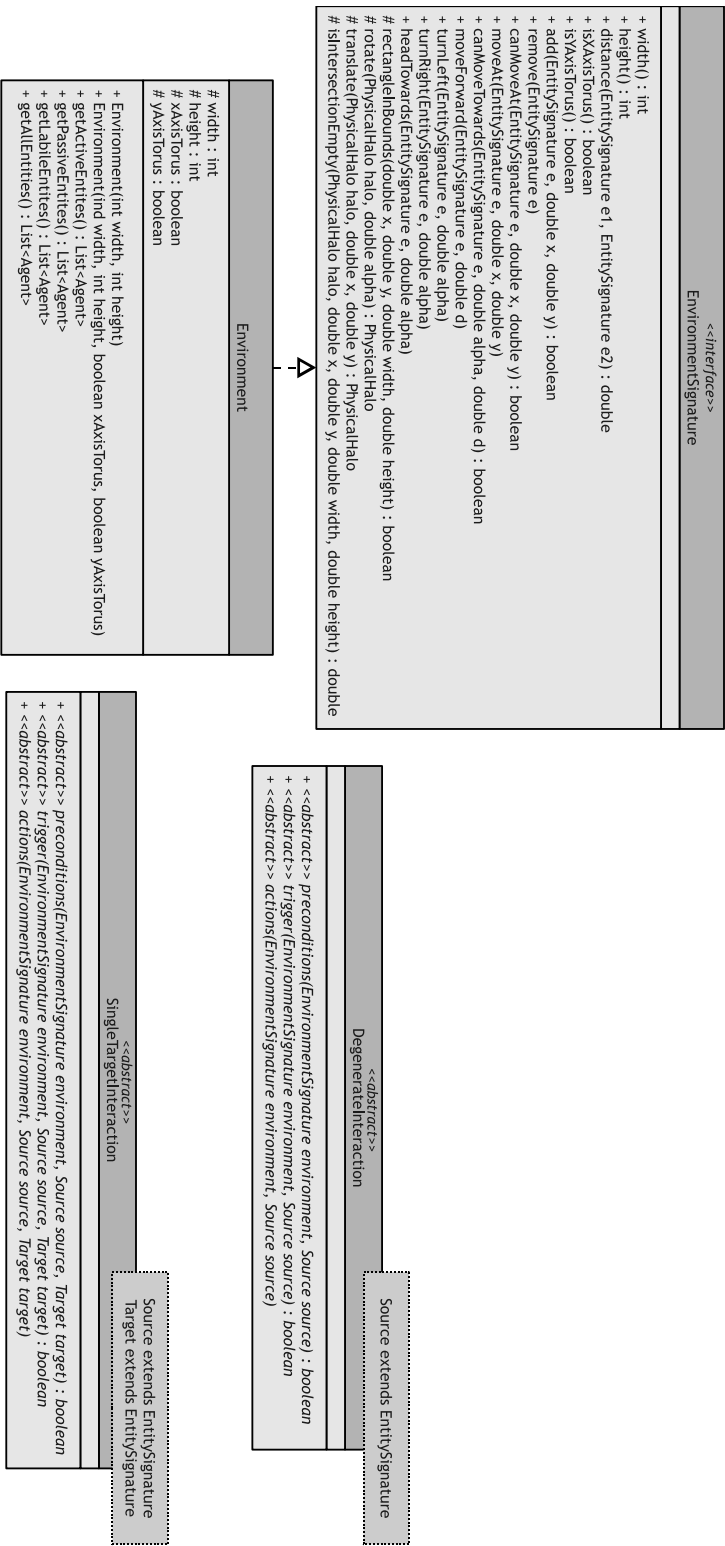 <<interface>>
EnvironmentSignature
+ width() : int
+ height() : int
+ distance(EntitySignature e1, EntitySignature e2) : double
+ isXAxisTorus() : boolean
+ isYAxisTorus() : boolean
+ add(EntitySignature e, double x, double y) : boolean
+ remove(EntitySignature e)
+ canMoveAt(EntitySignature e, double x, double y) : boolean
+ moveAt(EntitySignature e, double x, double y)
+ canMoveTowards(EntitySignature e, double alpha, double d) : boolean
+ moveForward(EntitySignature e, double d)
+ turnLeft(EntitySignature e, double alpha)
+ turnRight(EntitySignature e, double alpha)
+ headTowards(EntitySignature e, double alpha)
# rectangleInBounds(double x, double y, double width, double height) : boolean
# rotate(PhysicalHalo halo, double alpha) : PhysicalHalo
# translate(PhysicalHalo halo, double x, double y) : PhysicalHalo
# isIntersectionEmpty(PhysicalHalo halo, double x, double y, double width, double height) : double
Environment
# width : int
# height : int
# xAxisTorus : boolean
# yAxisTorus : boolean
+ Environment(int width, int height)
+ Environment(ind width, int height, boolean xAxisTorus, boolean yAxisTorus)
+ getActiveEntites() : List<Agent>
+ getPassiveEntites() : List<Agent>
+ getLabileEntites() : List<Agent>
+ getAllEntities() : List<Agent>
Source extends EntitySignature
<<abstract>>
DegenerateInteraction
+ <<abstract>> preconditions(EnvironmentSignature environment, Source source) : boolean
+ <<abstract>> trigger(EnvironmentSignature environment, Source source) : boolean
+ <<abstract>> actions(EnvironmentSignature environment, Source source)
Source extends EntitySignature
Target extends EntitySignature
<<abstract>>
SingleTargetInteraction
+ <<abstract>> preconditions(EnvironmentSignature environment, Source source, Target target) : boolean
+ <<abstract>> trigger(EnvironmentSignature environment, Source source, Target target) : boolean
+ <<abstract>> actions(EnvironmentSignature environment, Source source, Target target)